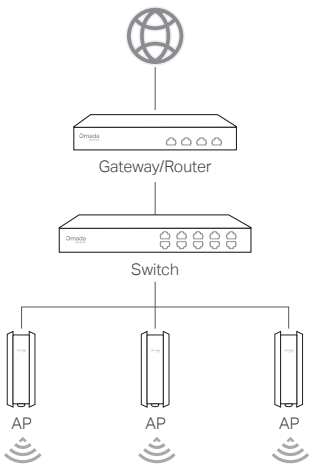 Omada
Gateway/Router
Omada
Switch
AP AP AP